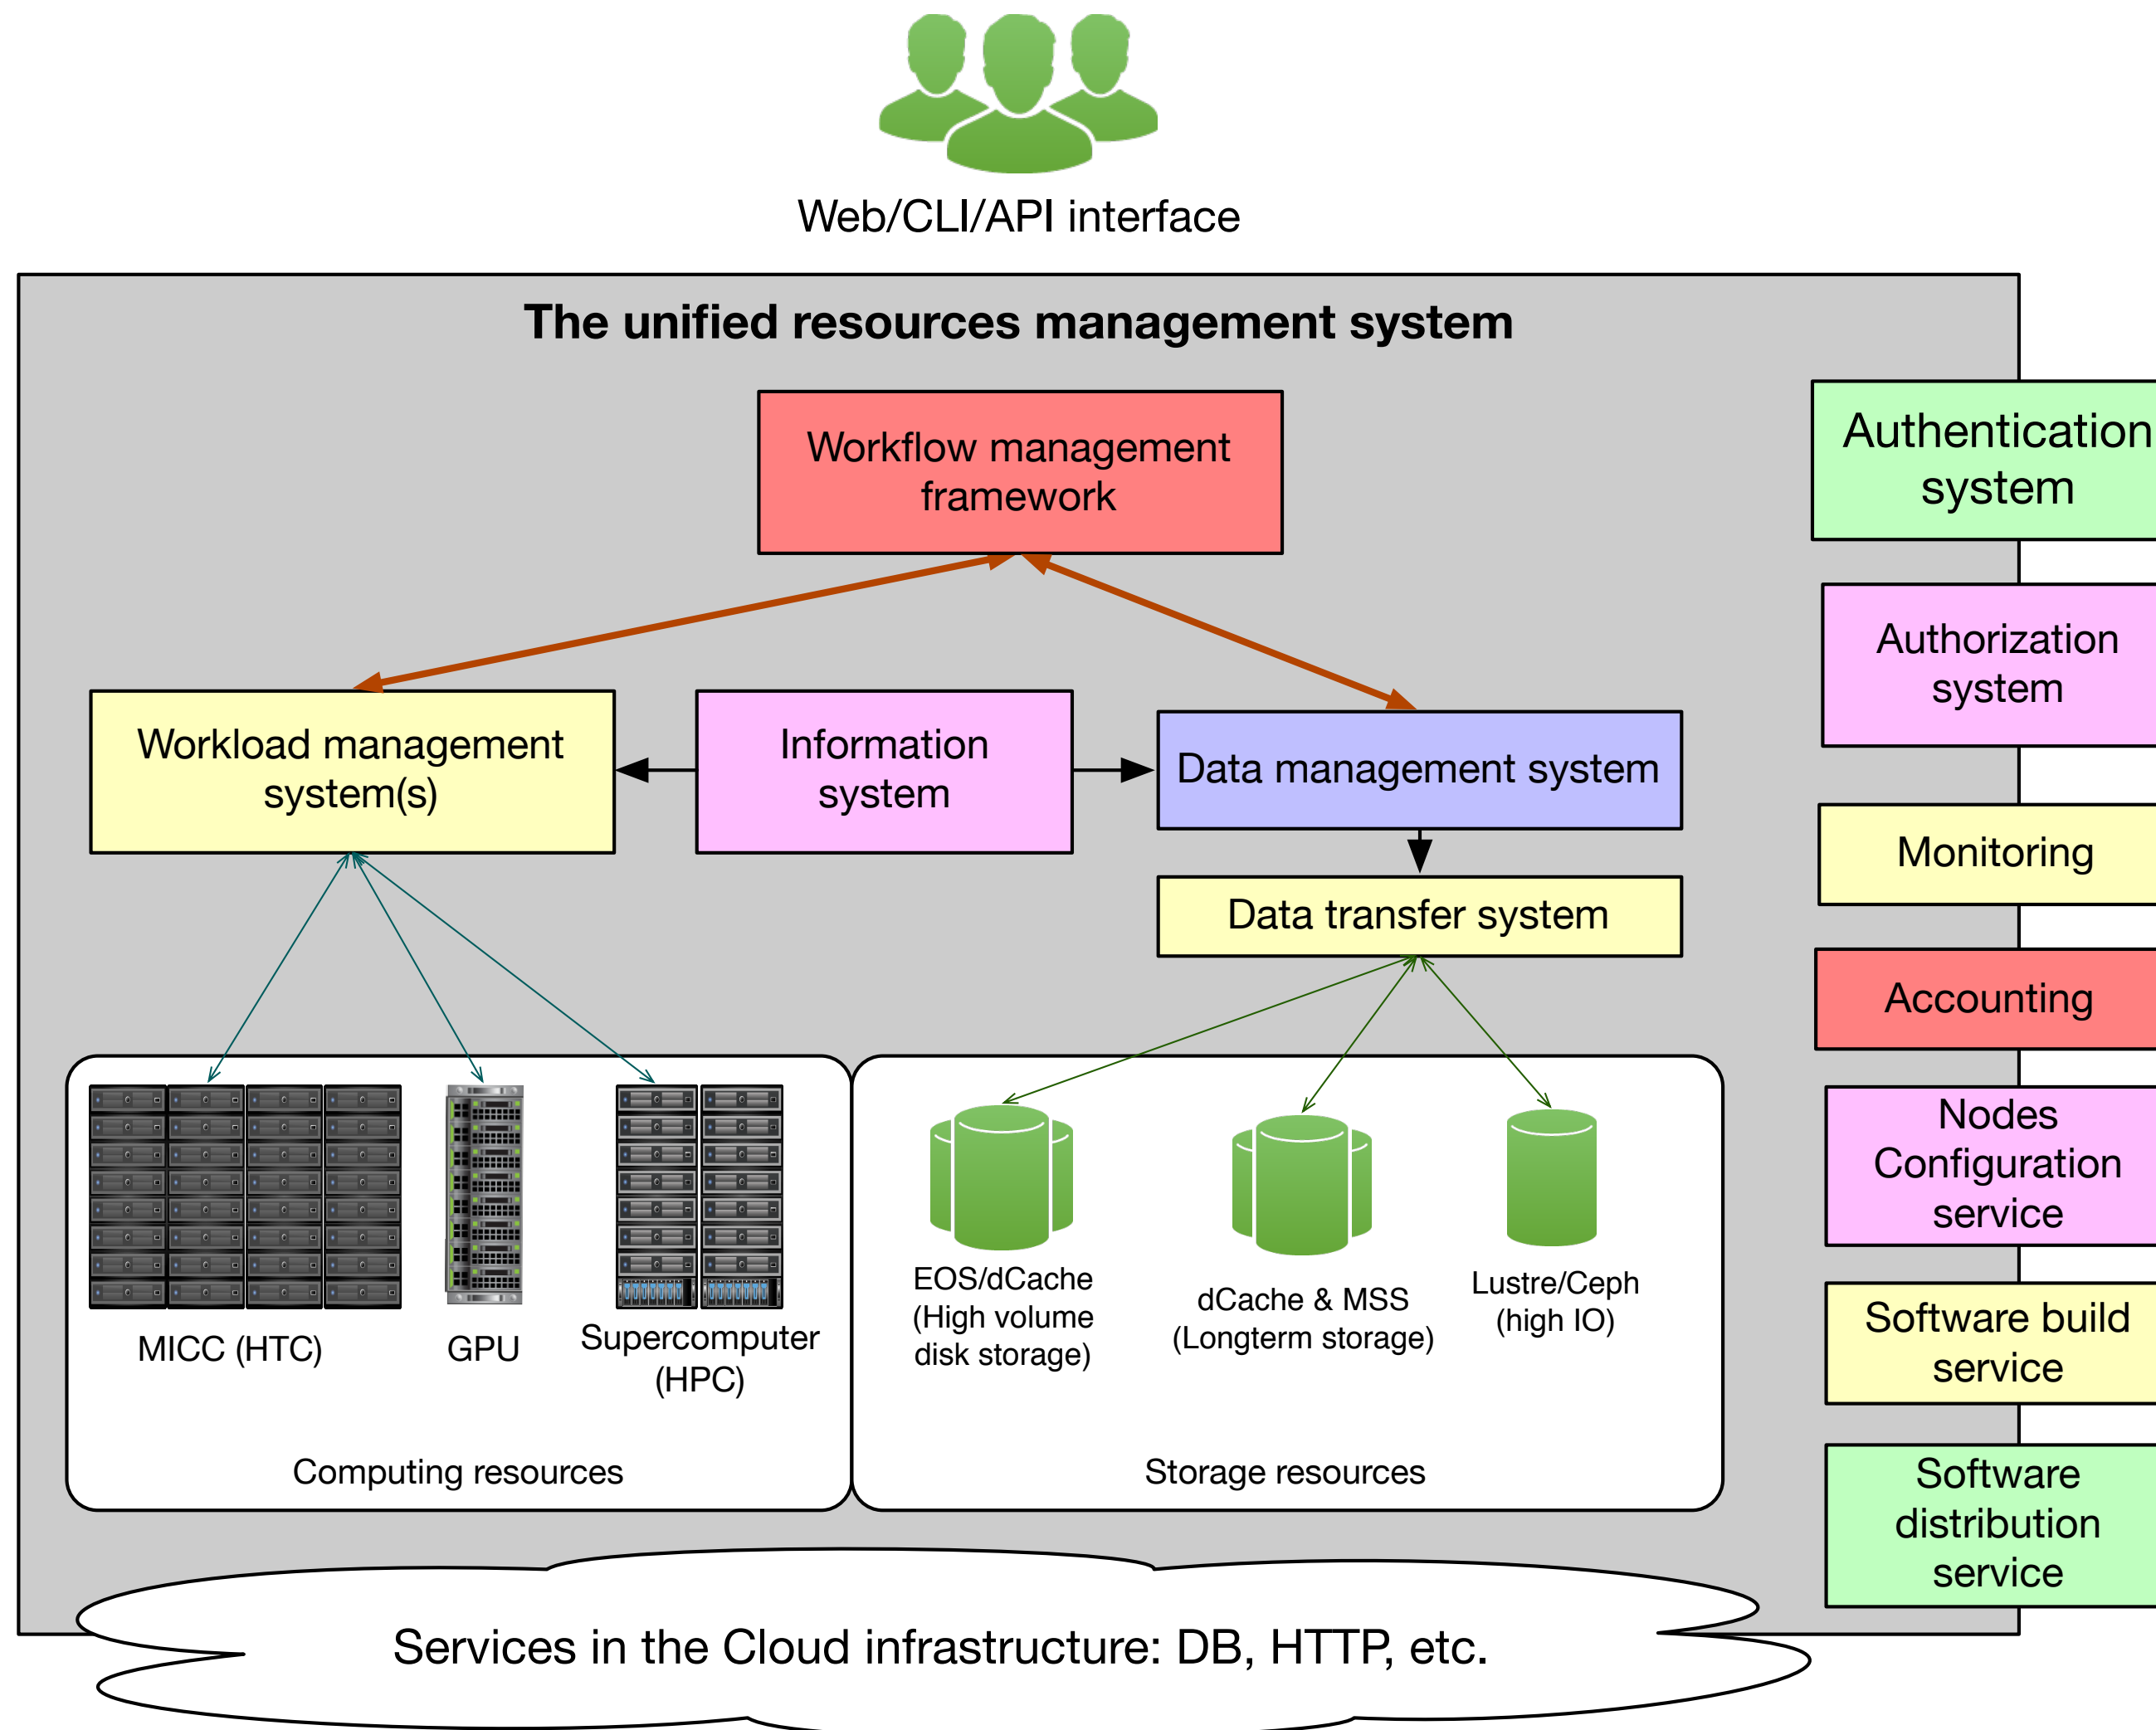 Web/CLI/API interface
The unified resources management system
Workflow management
framework
Authentication
system
Authorization
system
Workload management
system(s)
Information
system
Data management system
Monitoring
Data transfer system
Accounting
Nodes
Configuration
service
EOS/dCache
(High volume
disk storage)
dCache & MSS
(Longterm storage)
Lustre/Ceph
(high IO)
MICC (HTC)
GPU
Supercomputer
(HPC)
Software build
service
Computing resources
Storage resources
Software
distribution
service
Services in the Cloud infrastructure: DB, HTTP, etc.